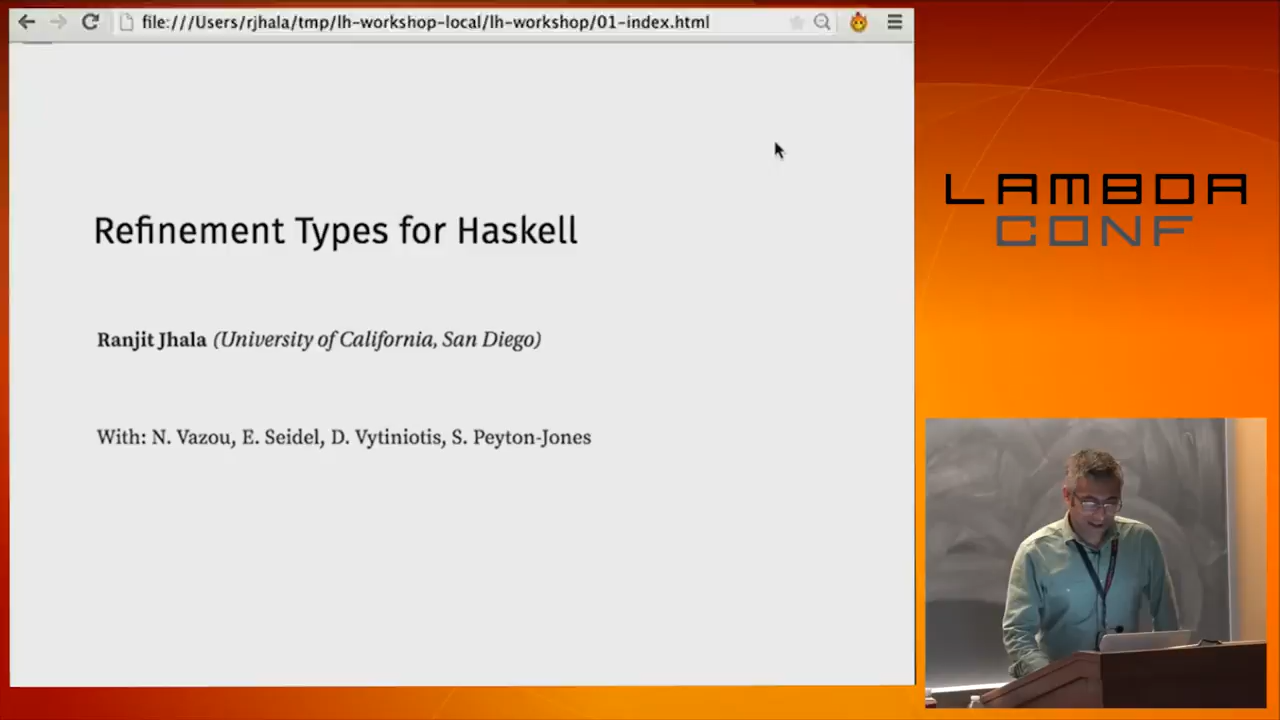 file:///Users/rjhala/tmp/lh-workshop-local/lh-workshop/01-index.html
Refinement Types for Haskell
Ranjit Jhala (University of California, San Diego)
With: N. Vazou, E. Seidel, D. Vytiniotis, S. Peyton-Jones
LAMBDA
CONF